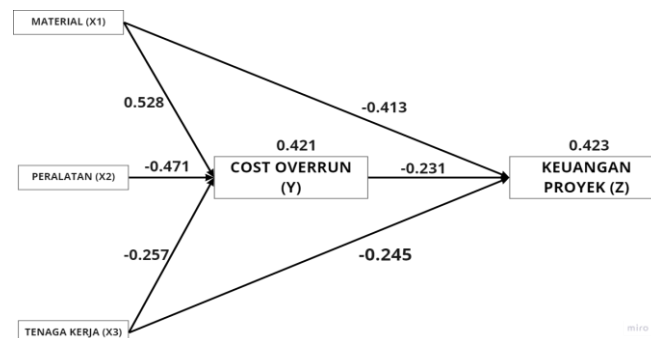 MATERIAL (X1)
-0.413
0.528
0.421
0.423
PERALATAN (X2)
-0.471
COST OVERRUN
(Y)
-0.231
KEUANGAN
PROYEK (Z)
-0.257
-0.245
TENAGA KERJA (X3)
miro